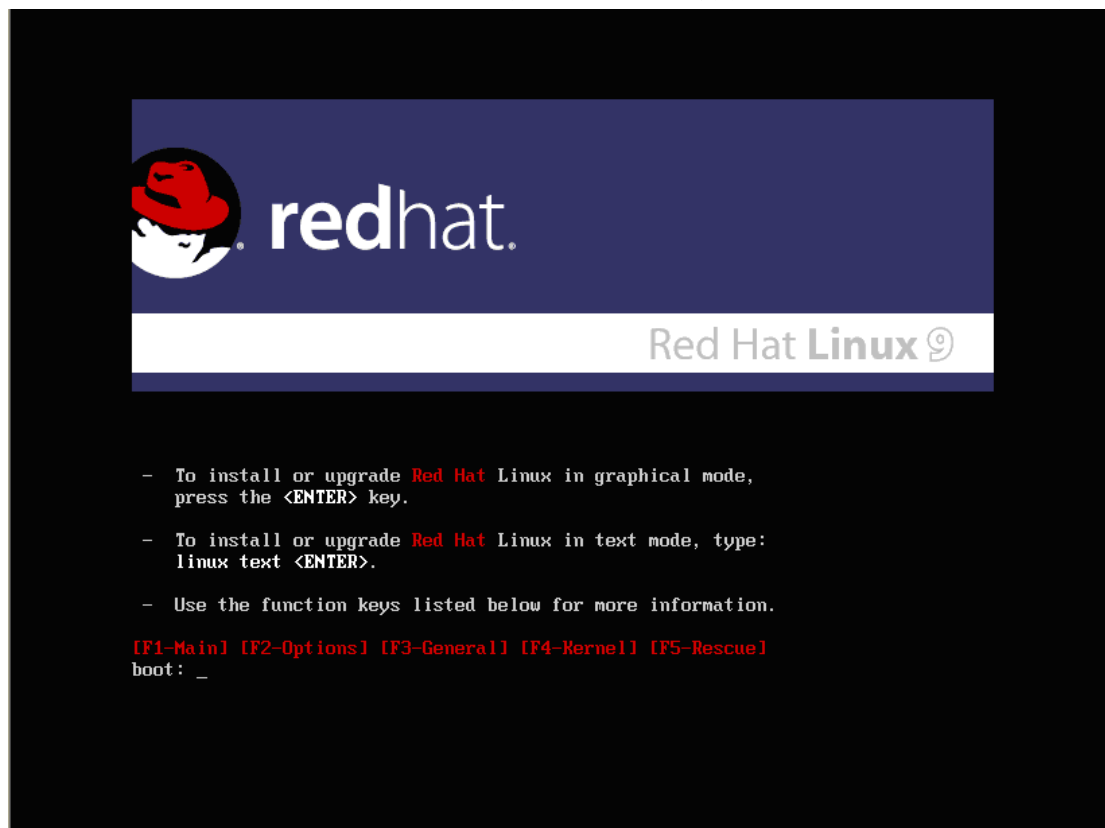 redhat.
Red Hat Linux 9
- To install or upgrade Red Hat Linux in graphical mode,
press the <ENTER> key.
- To install or upgrade Red Hat Linux in text mode, type:
linux text <ENTER>.
- Use the function keys listed below for more information.
[F1-Main] [F2-Options] [F3-General] [F4-Kernel] [F5-Rescue]
boot: _